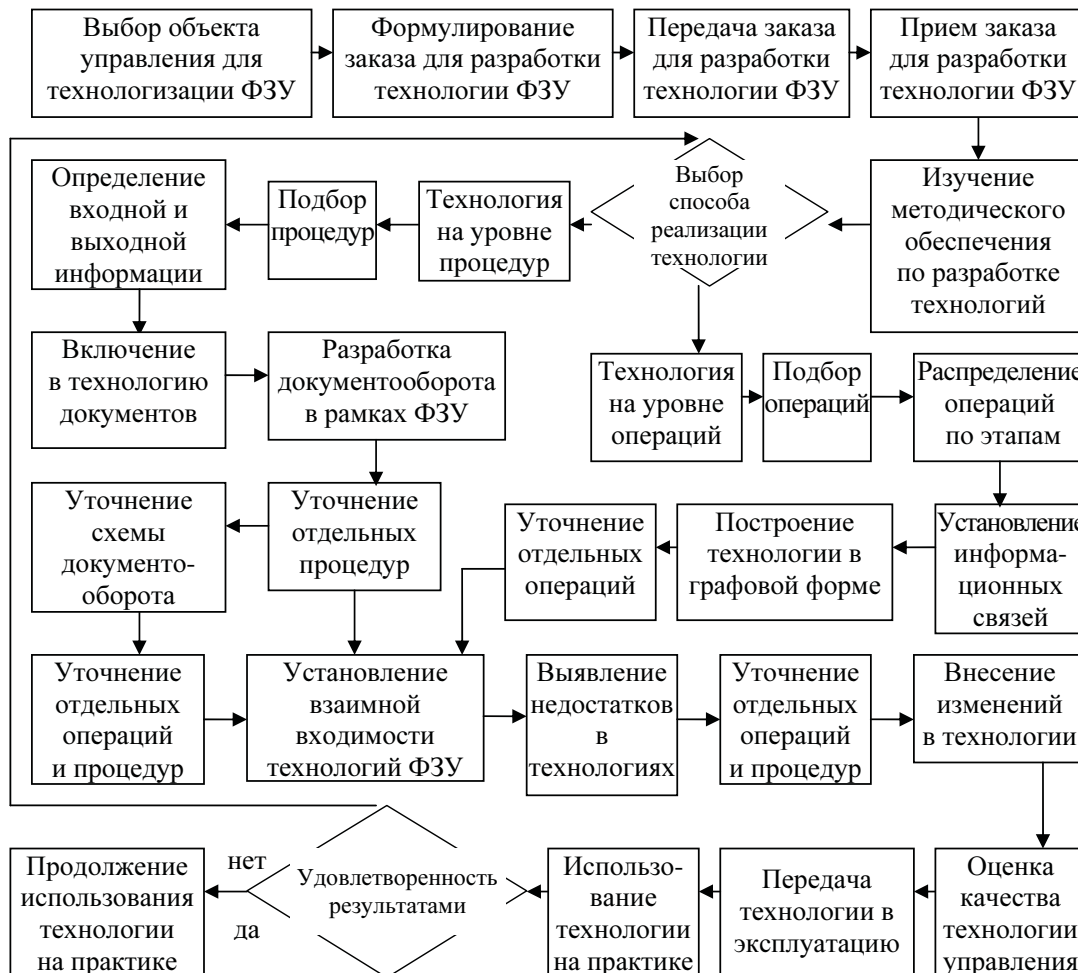 Выбор объекта
управления для
технологизации ФЗУ
Формулирование
заказа для разработки
технологии ФЗУ
Передача заказа
для разработки
технологии ФЗУ
Прием заказа
для разработки
технологии ФЗУ
Определение
входной и
выходной
информации
Подбор
процедур
Технология
на уровне
процедур
Выбор
способа
реализации
технологии
Изучение
методического
обеспечения
по разработке
технологий
Включение
в технологию
документов
Разработка
документооборота
в рамках ФЗУ
Технология
на уровне
операций
Подбор
операций
Распределение
операций
по этапам
Уточнение
схемы
документо-
оборота
Уточнение
отдельных
процедур
Уточнение
отдельных
операций
Построение
технологии в
графовой форме
Установление
информа-
ционных
связей
Уточнение
отдельных
операций
и процедур
Установление
взаимной
входимости
технологий ФЗУ
Выявление
недостатков
в
технологиях
Уточнение
отдельных
операций
и процедур
Внесение
изменений
в технологии
Продолжение
использования
технологии
на практике
нет
да
Удовлетворенность
результатами
Использо-
вание
технологии
на практике
Передача
технологии в
эксплуатацию
Оценка
качества
технологии
управления